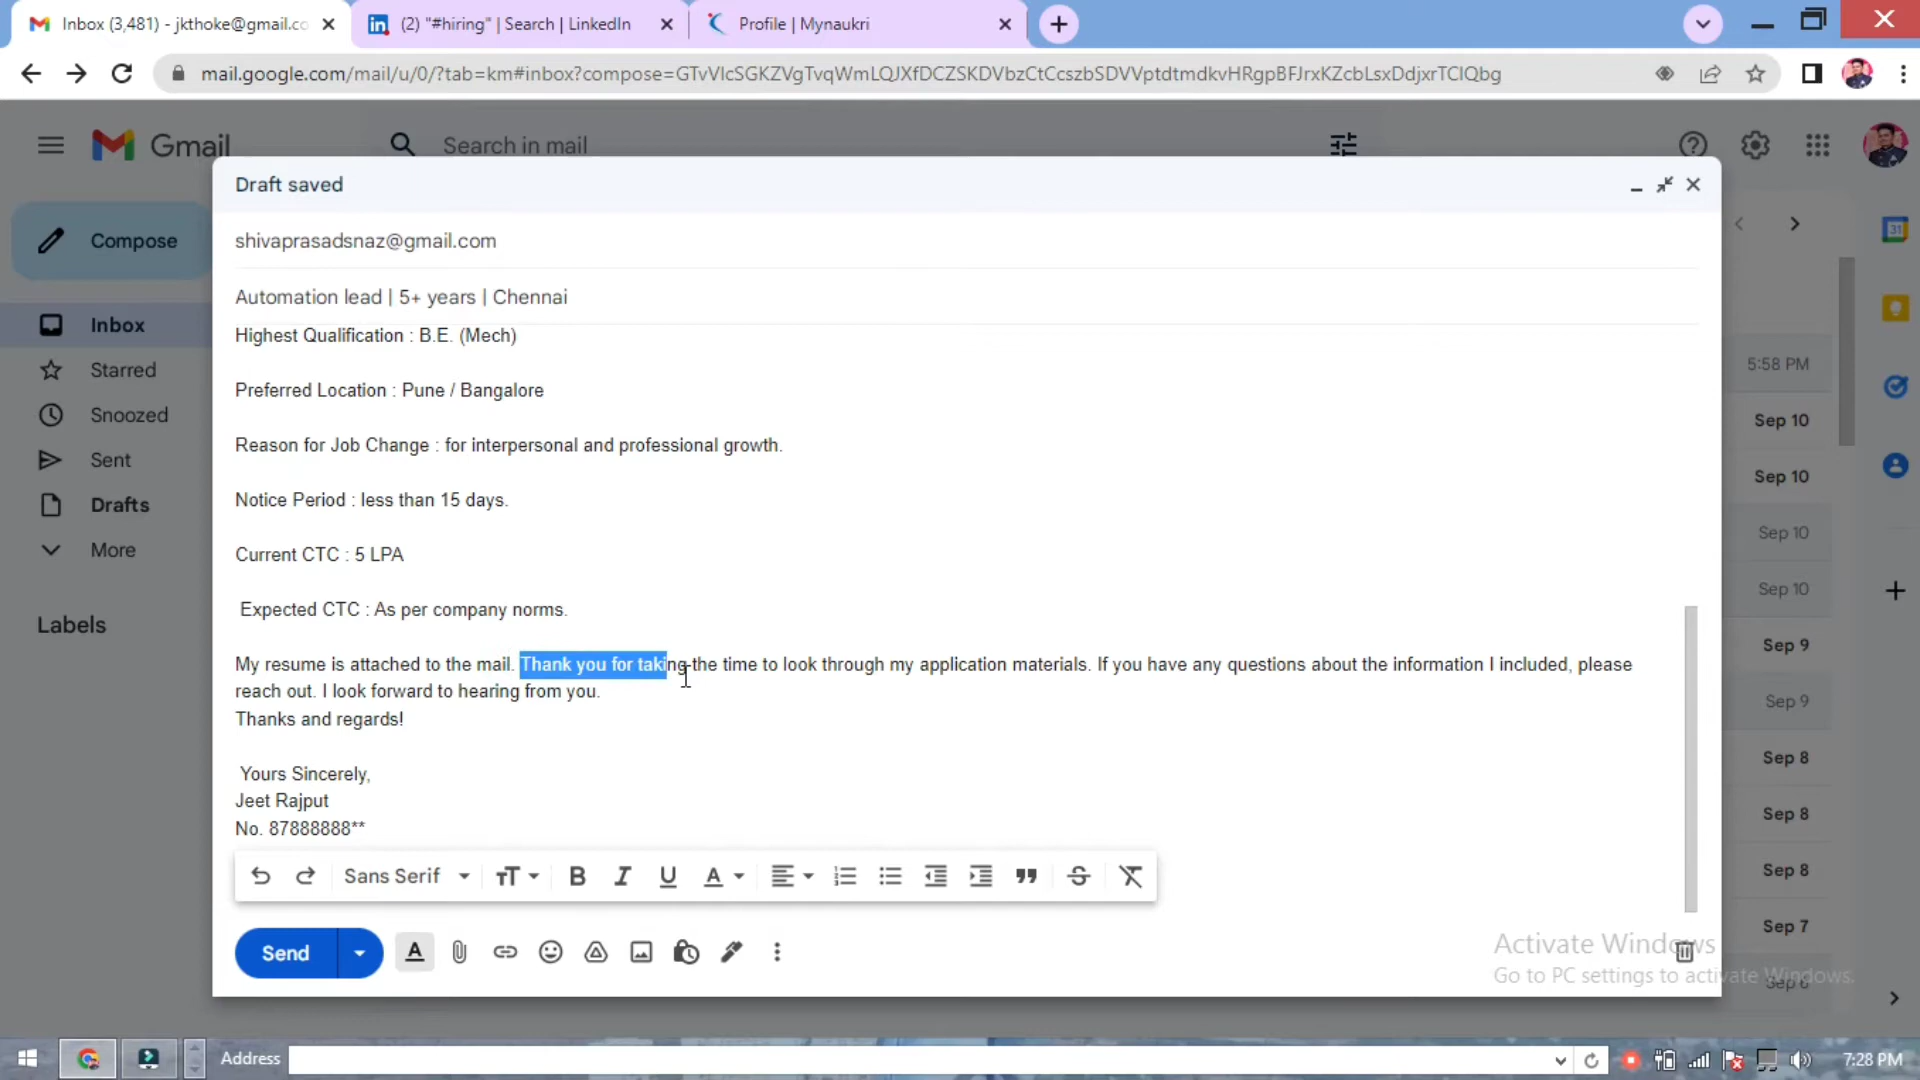 Inbox (3,481) - jkthoke@gmail.co
(2) "#hiring" | Search | LinkedIn
Profile | Mynaukri
mail.google.com/mail/u/0/?tab=km#inbox?compose=GTvVlcSGKZVgTvqWmLQJXfDCZSKDVbzCtCcszbSDVVptdtmdkvHRgpBFJrxKZcbLsxDdjxrTClQbg
Gmail
Search in mail
Compose
Inbox
Starred
Snoozed
Sent
Drafts
More
Labels
Draft saved
shivaprasadsnaz@gmail.com
Automation lead | 5+ years | Chennai
Highest Qualification : B.E. (Mech)
Preferred Location : Pune / Bangalore
Reason for Job Change : for interpersonal and professional growth.
Notice Period : less than 15 days.
Current CTC : 5 LPA
Expected CTC : As per company norms.
My resume is attached to the mail. Thank you for taking the time to look through my application materials. If you have any questions about the information I included, please
reach out. I look forward to hearing from you.
Thanks and regards!
Yours Sincerely,
Jeet Rajput
No. 87888888**
Sans Serif
Send
5:58 PM
Sep 10
Sep 10
Sep 10
Sep 10
Sep 9
Sep 9
Sep 8
Sep 8
Sep 8
Sep 7
31
Activate Windows
Go to PC settings to activate Windows.
Address
7:28 PM